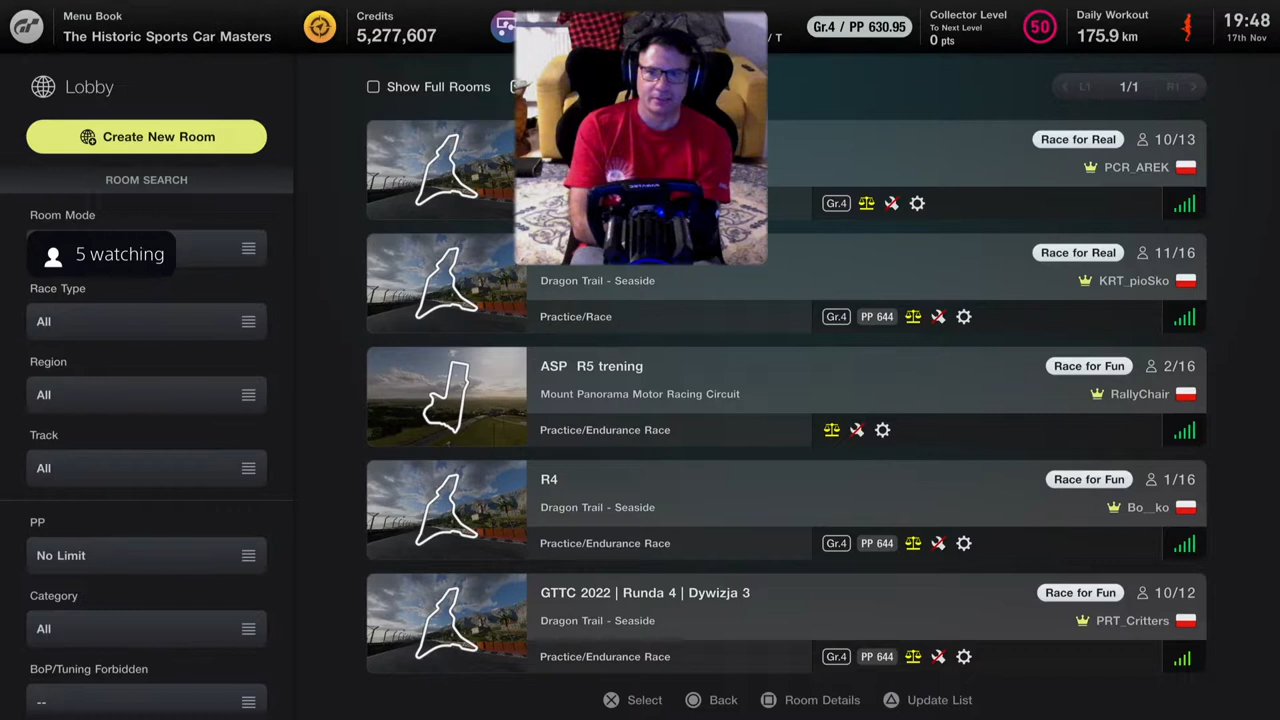 Menu Book
The Historic Sports Car Masters
Credits
5,277,607
/ T
Gr.4 / PP 630.95
Collector Level
To Next Level
0 pts
50
Daily Workout
175.9 km
19:48
17th Nov
Lobby
Create New Room
ROOM SEARCH
Room Mode
5 watching
Race Type
All
Region
All
Track
All
PP
No Limit
Category
All
BoP/Tuning Forbidden
--
Show Full Rooms
L1
1/1
R1
Race for Real
10/13
PCR_AREK
Gr.4
Race for Real
11/16
Dragon Trail - Seaside
KRT_pioSko
Practice/Race
Gr.4
PP 644
ASP R5 trening
Race for Fun
2/16
Mount Panorama Motor Racing Circuit
RallyChair
Practice/Endurance Race
R4
Race for Fun
1/16
Dragon Trail - Seaside
Bo__ko
Practice/Endurance Race
Gr.4
PP 644
GTTC 2022 | Runda 4 | Dywizja 3
Race for Fun
10/12
Dragon Trail - Seaside
PRT_Critters
Practice/Endurance Race
Gr.4
PP 644
Select
Back
Room Details
Update List